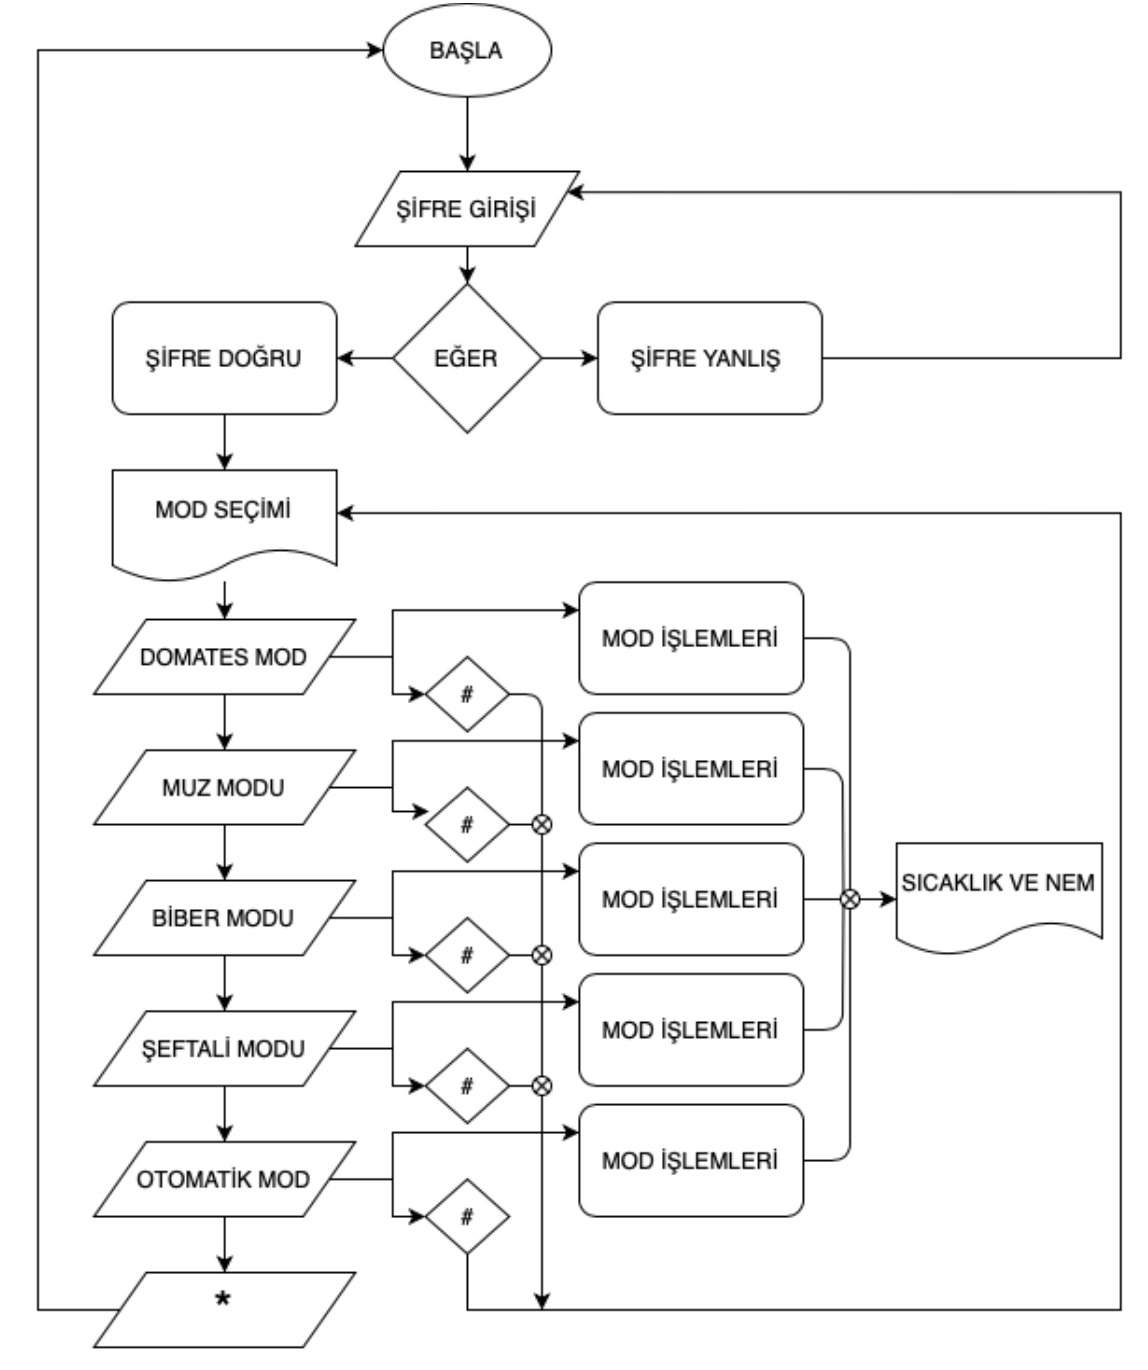 BAŞLA
ŞİFRE GİRİŞİ
ŞİFRE DOĞRU
EĞER
ŞİFRE YANLIŞ
MOD SEÇİMİ
DOMATES MOD
#
MOD İŞLEMLERİ
MUZ MODU
#
MOD İŞLEMLERİ
BİBER MODU
#
MOD İŞLEMLERİ
SICAKLIK VE NEM
ŞEFTALİ MODU
#
MOD İŞLEMLERİ
OTOMATİK MOD
#
MOD İŞLEMLERİ
*